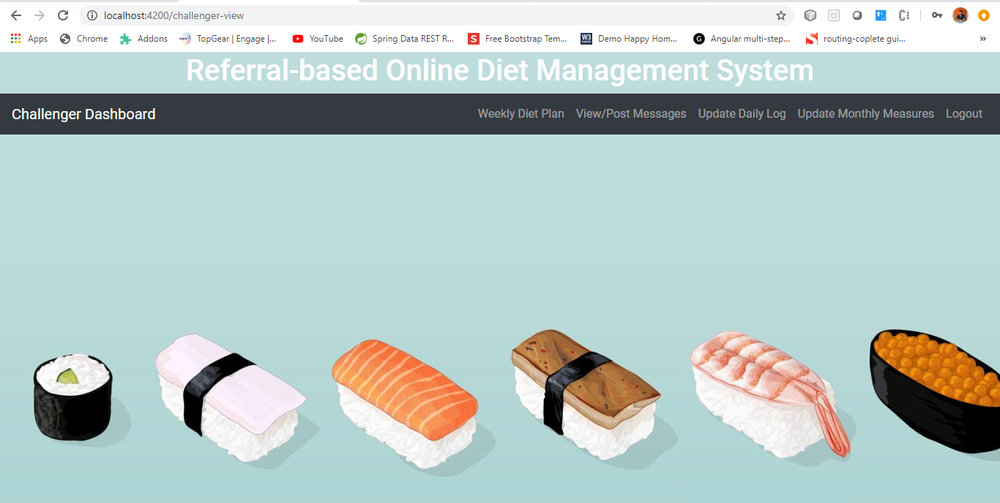 localhost:4200/challenger-view
Apps Chrome Addons TopGear | Engage |... YouTube Spring Data REST R... Free Bootstrap Tem... W3 Demo Happy Hom... Angular multi-step... routing-coplete gui... »
Referral-based Online Diet Management System
Challenger Dashboard Weekly Diet Plan View/Post Messages Update Daily Log Update Monthly Measures Logout